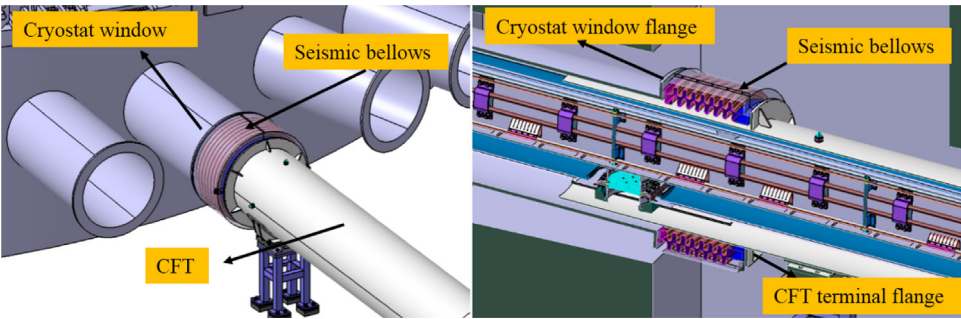 Cryostat window
Seismic bellows
CFT
Cryostat window flange
Seismic bellows
CFT terminal flange